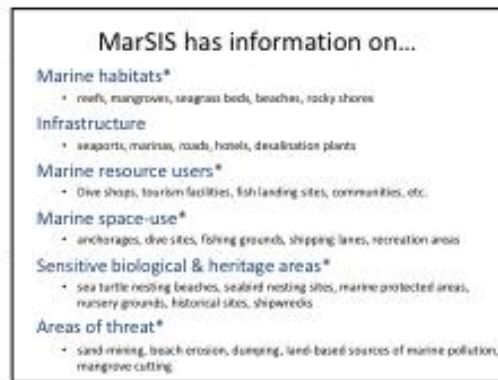 MarSIS has information on...
Marine habitats*
• reefs, mangroves, seagrass beds, beaches, rocky shores
Infrastructure
• seaports, marinas, roads, hotels, desalination plants
Marine resource users*
• Dive shops, tourism facilities, fish landing sites, communities, etc.
Marine space-use*
• anchorages, dive sites, fishing grounds, shipping lanes, recreation areas
Sensitive biological & heritage areas*
• sea turtle nesting beaches, seabird nesting sites, marine protected areas,
nursery grounds, historical sites, shipwrecks
Areas of threat*
• sand-mining, beach erosion, dumping, land-based sources of marine pollution,
mangrove cutting